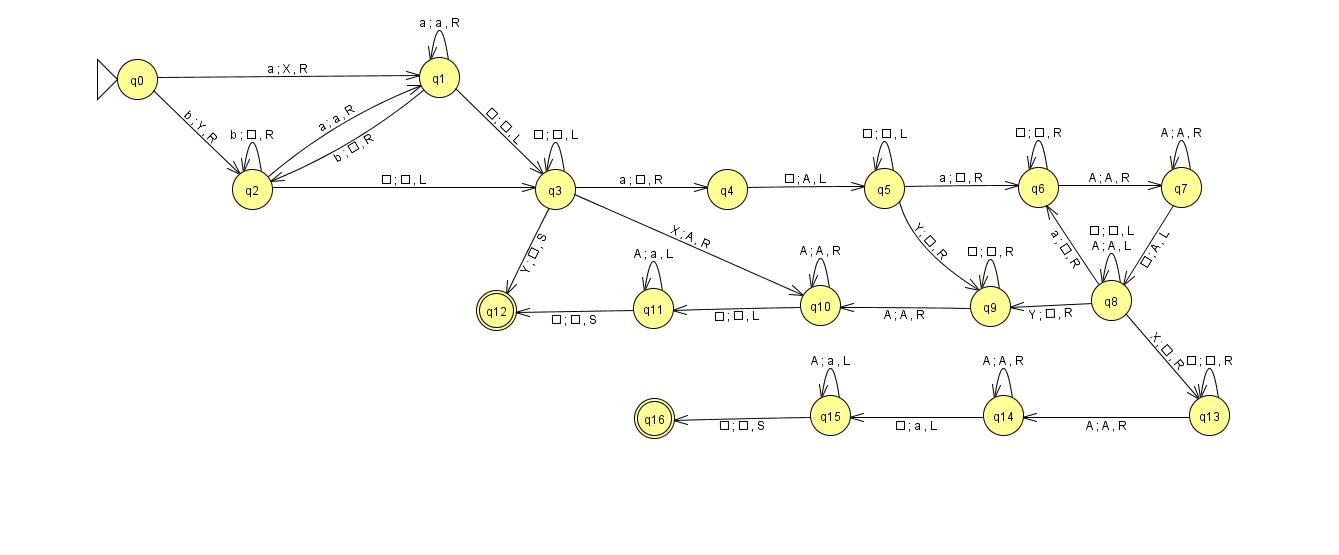 a ; a , R
q0
a ; X , R
q1
b ; Y , R
a ; a , R
b ; □ , R
□ ; □ , L
b ; □ , R
q2
□ ; □ , L
□ ; □ , L
q3
a ; □ , R
q4
□ ; A , L
□ ; □ , L
q5
a ; □ , R
□ ; □ , R
q6
A ; A , R
A ; A , R
q7
Y ; □ , S
X ; A , R
Y ; □ , R
a ; □ , R
□ ; A , L
□ ; □ , L
A ; A , L
q8
q12
□ ; □ , S
A ; a , L
q11
□ ; □ , L
A ; A , R
q10
A ; A , R
□ ; □ , R
q9
Y ; □ , R
X ; □ , R
q16
□ ; □ , S
A ; a , L
q15
□ ; a , L
A ; A , R
q14
A ; A , R
□ ; □ , R
q13